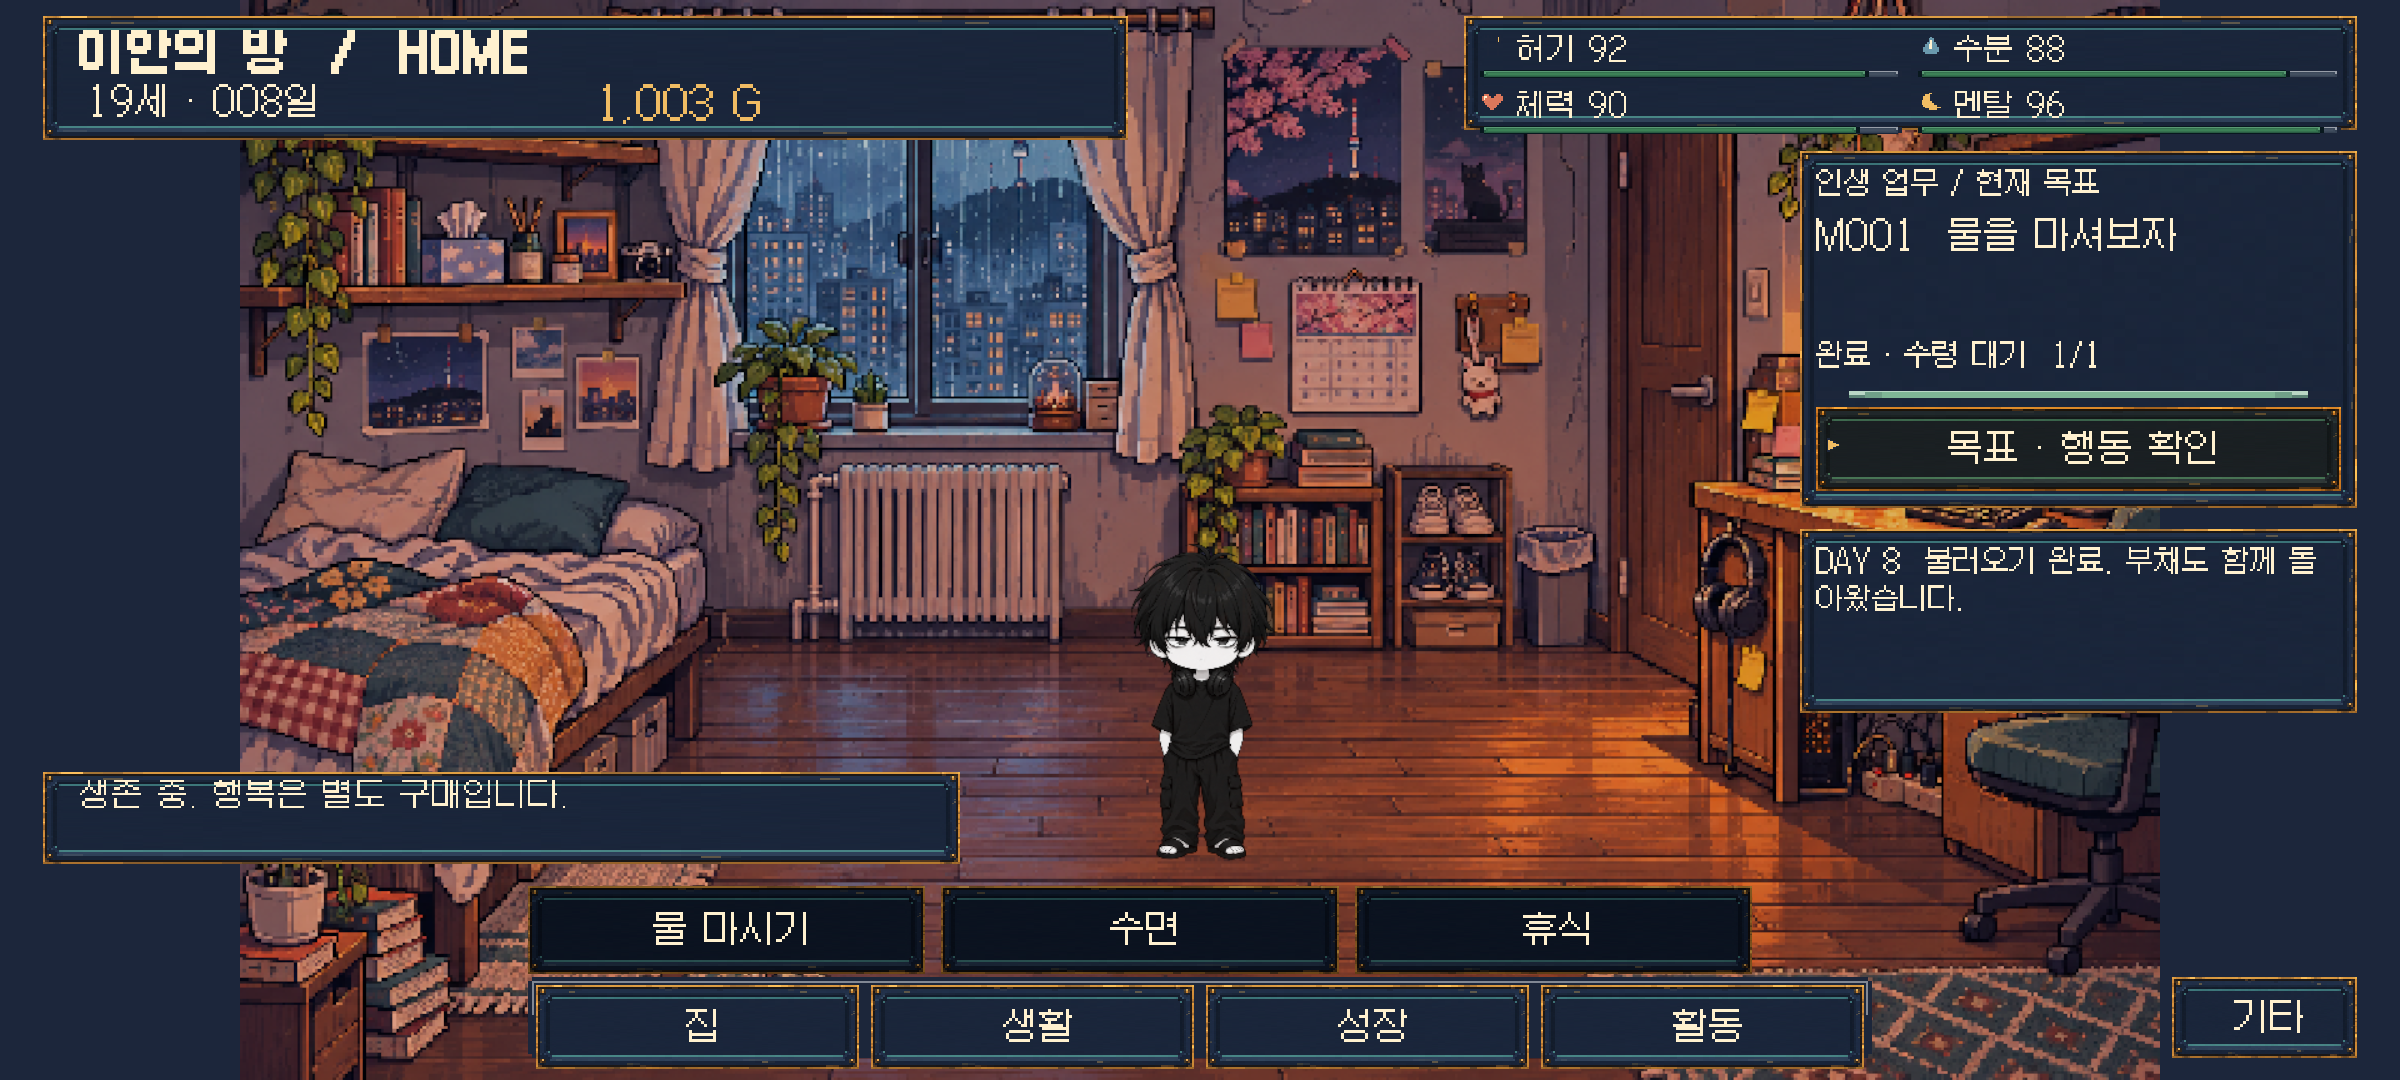 이안의 방 / HOME
19세 · 008일
1,003 G
허기 92
수분 88
체력 90
멘탈 96
인생 업무 / 현재 목표
M001 물을 마셔보자
완료 · 수령 대기 1/1
목표 · 행동 확인
DAY 8 불러오기 완료. 부채도 함께 돌
아왔습니다.
생존 중. 행복은 별도 구매입니다.
물 마시기
수면
휴식
집
생활
성장
활동
기타